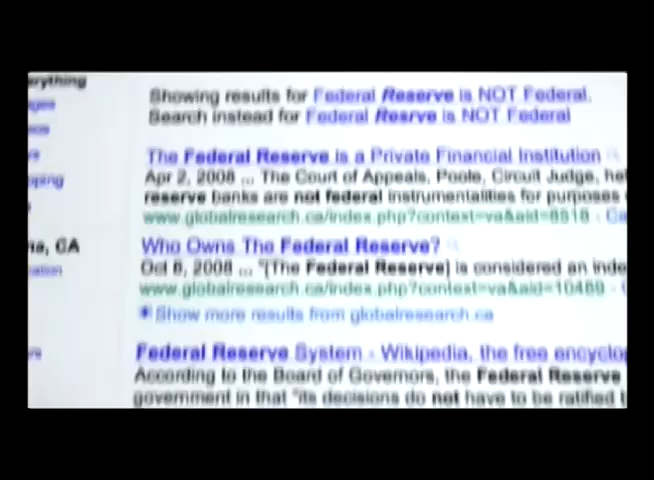 erything
Showing results for Federal Reserve is NOT Federal.
Search instead for Federal Resrve is NOT Federal
The Federal Reserve is a Private Financial Institution
oping
Apr 2, 2008 ... The Court of Appeals, Poole, Circuit Judge, he
reserve banks are not federal instrumentalities for purposes
www.globalresearch.ca/index.php?context=va&aid=8518 -
na, CA
Who Owns The Federal Reserve?
Oct 6, 2008 ... "[The Federal Reserve] is considered an inde
www.globalresearch.ca/index.php?context=va&aid=10489 -
Show more results from globalresearch.ca
Federal Reserve System - Wikipedia, the free encyclo
According to the Board of Governors, the Federal Reserve
government in that "its decisions do not have to be ratified